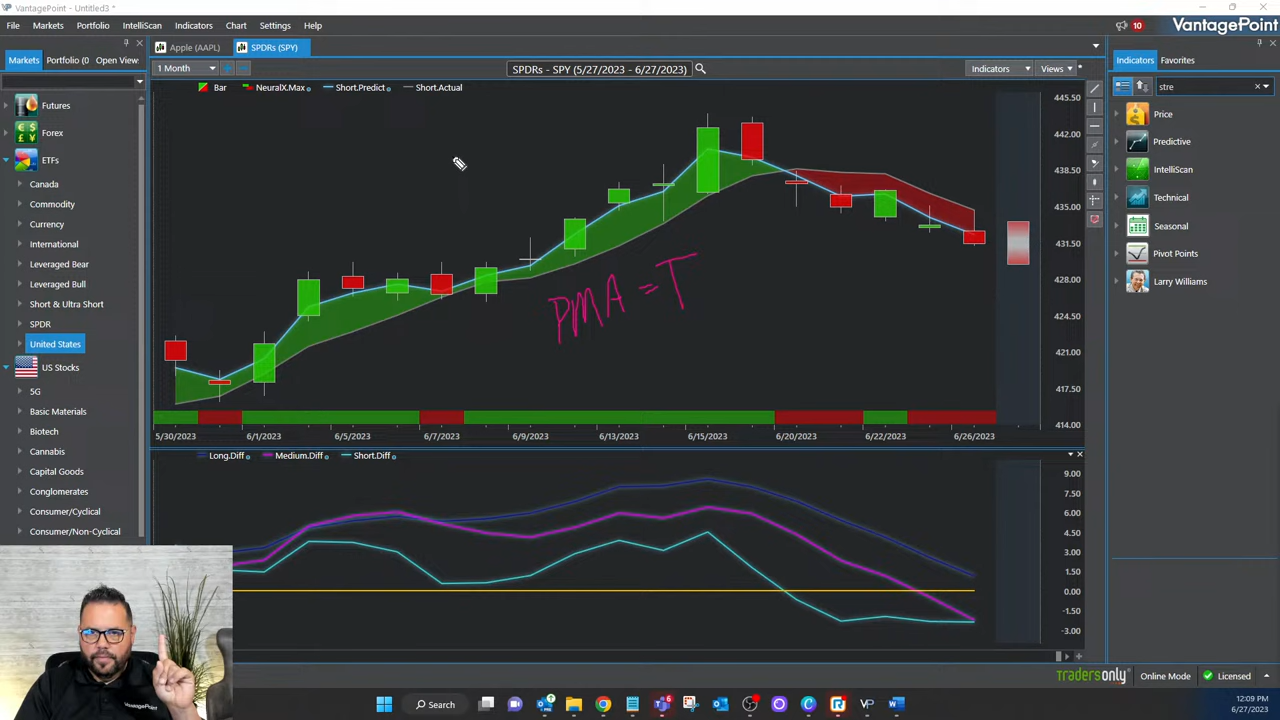 VantagePoint - Untitled3 *
File Markets Portfolio IntelliScan Indicators Chart Settings Help
10 VantagePoint
Markets Portfolio (0 Open View:
Apple (AAPL) SPDRs (SPY)
Indicators Favorites
1 Month
SPDRs - SPY (5/27/2023 - 6/27/2023)
Indicators Views
stre
Bar NeuralX.Max Short.Predict Short.Actual
Futures
Forex
ETFs
Canada
Commodity
Currency
International
Leveraged Bear
Leveraged Bull
Short & Ultra Short
SPDR
United States
US Stocks
5G
Basic Materials
Biotech
Cannabis
Capital Goods
Conglomerates
Consumer/Cyclical
Consumer/Non-Cyclical
PMA = T
445.50
442.00
438.50
435.00
431.50
428.00
424.50
421.00
417.50
414.00
5/30/2023 6/1/2023 6/5/2023 6/7/2023 6/9/2023 6/13/2023 6/15/2023 6/20/2023 6/22/2023 6/26/2023
Long.Diff Medium.Diff Short.Diff
9.00
7.50
6.00
4.50
3.00
1.50
0.00
-1.50
-3.00
Price
Predictive
IntelliScan
Technical
Seasonal
Pivot Points
Larry Williams
tradersonly Online Mode Licensed
VantagePoint
Search
6
VP
12:09 PM
6/27/2023